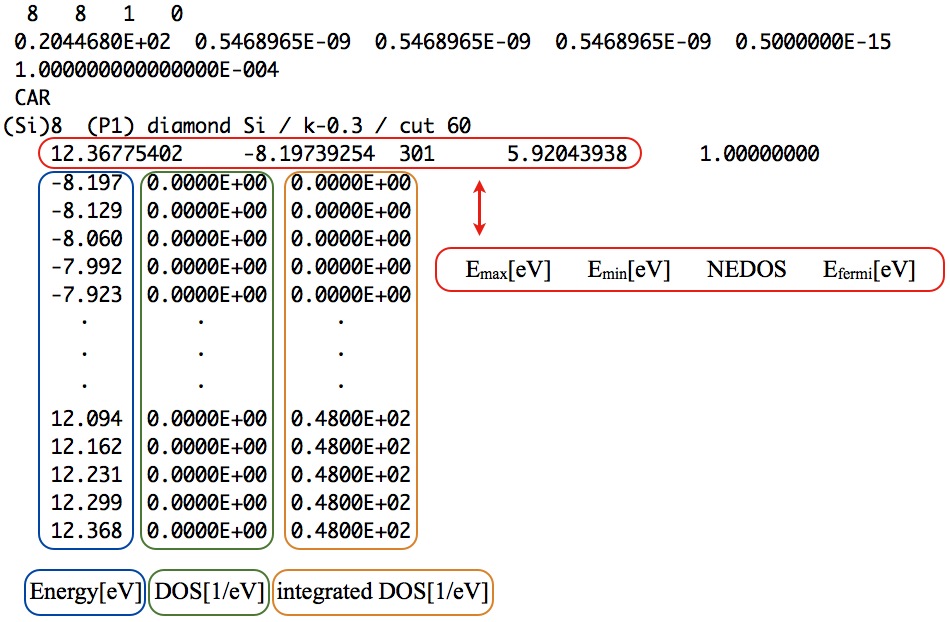 8 8 1 0
0.2044680E+02 0.5468965E-09 0.5468965E-09 0.5468965E-09 0.5000000E-15
1.000000000000000E-004
CAR
(Si)8 (P1) diamond Si / k-0.3 / cut 60
12.36775402 -8.19739254 301 5.92043938 1.00000000
-8.197 0.0000E+00 0.0000E+00
-8.129 0.0000E+00 0.0000E+00
-8.060 0.0000E+00 0.0000E+00
-7.992 0.0000E+00 0.0000E+00
-7.923 0.0000E+00 0.0000E+00
. . .
. . .
. . .
12.094 0.0000E+00 0.4800E+02
12.162 0.0000E+00 0.4800E+02
12.231 0.0000E+00 0.4800E+02
12.299 0.0000E+00 0.4800E+02
12.368 0.0000E+00 0.4800E+02
Emax[eV] Emin[eV] NEDOS Efermi[eV]
Energy[eV] DOS[1/eV] integrated DOS[1/eV]